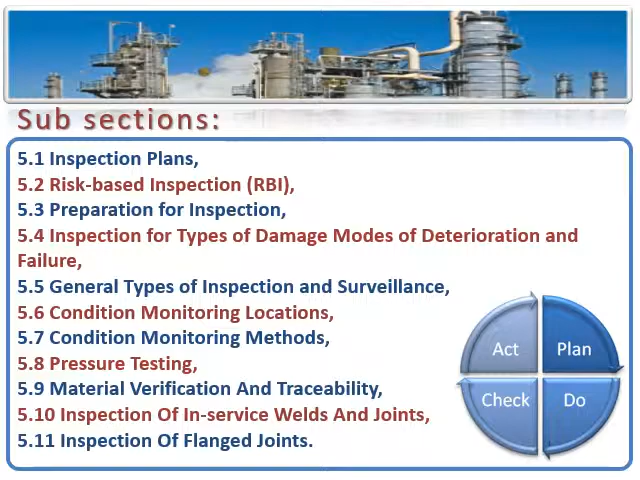 Sub sections:
5.1 Inspection Plans,
5.2 Risk-based Inspection (RBI),
5.3 Preparation for Inspection,
5.4 Inspection for Types of Damage Modes of Deterioration and
Failure,
5.5 General Types of Inspection and Surveillance,
5.6 Condition Monitoring Locations,
5.7 Condition Monitoring Methods,
5.8 Pressure Testing,
5.9 Material Verification And Traceability,
5.10 Inspection Of In-service Welds And Joints,
5.11 Inspection Of Flanged Joints.
Act
Plan
Check
Do